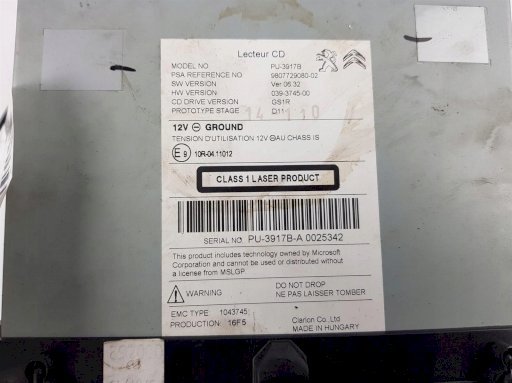 Lecteur CD
MODEL NO PU-3917B
PSA REFERENCE NO 9807729080-02
SW VERSION Ver 06.32
HW VERSION 039-3745-00
CD DRIVE VERSION GS1R
PROTOTYPE STAGE D11
12V ⊖ GROUND
TENSION D'UTILISATION 12V ⊖AU CHASS IS
E9 10R-04.11012
CLASS 1 LASER PRODUCT
SERIAL NO. PU-3917B-A 0025342
This product includes technology owned by Microsoft
Corporation and cannot be used or distributed without
a license from MSLGP.
WARNING DO NOT DROP
NE PAS LAISSER TOMBER
EMC TYPE: 1043745
PRODUCTION: 16F5
Clarion Co.,Ltd
MADE IN HUNGARY